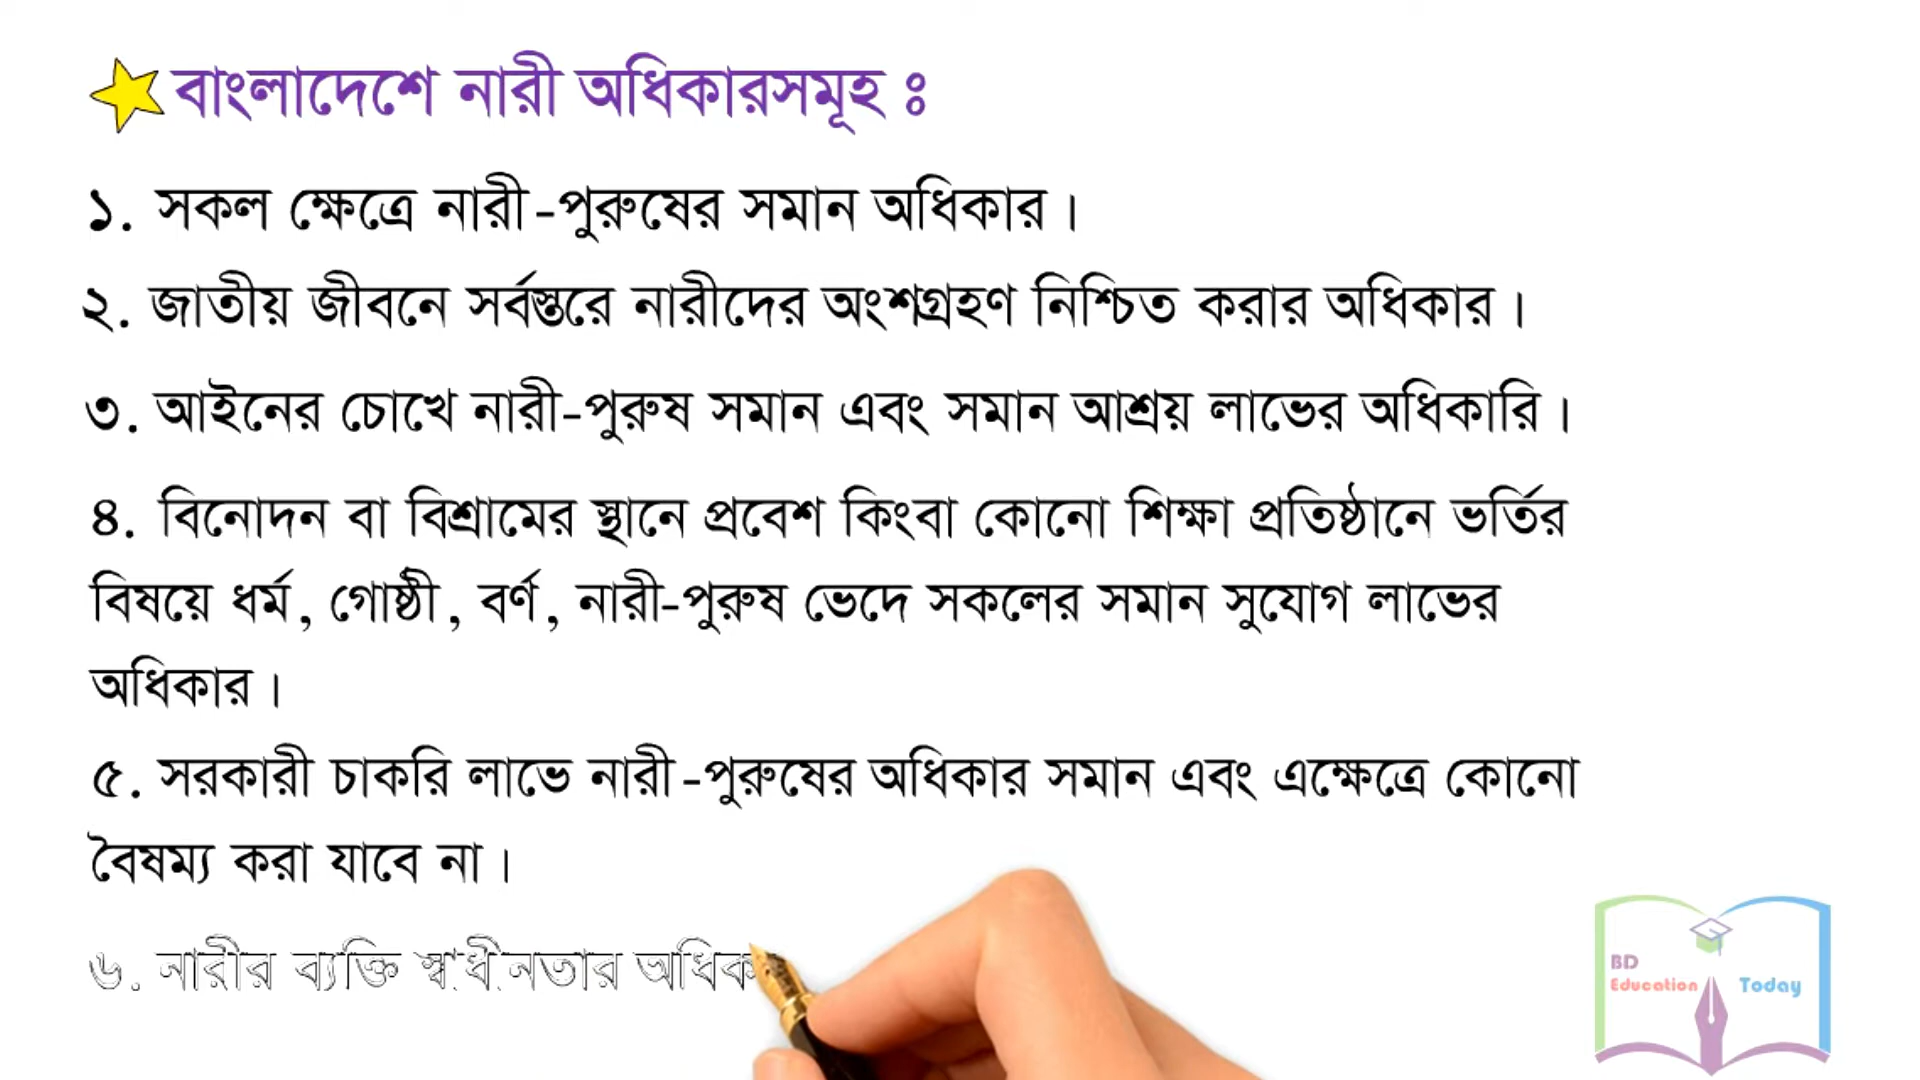 বাংলাদেশে নারী অধিকারসমূহ ঃ
১. সকল ক্ষেত্রে নারী-পুরুষের সমান অধিকার।
২. জাতীয় জীবনে সর্বস্তরে নারীদের অংশগ্রহণ নিশ্চিত করার অধিকার।
৩. আইনের চোখে নারী-পুরুষ সমান এবং সমান আশ্রয় লাভের অধিকারি।
৪. বিনোদন বা বিশ্রামের স্থানে প্রবেশ কিংবা কোনো শিক্ষা প্রতিষ্ঠানে ভর্তির
বিষয়ে ধর্ম, গোষ্ঠী, বর্ণ, নারী-পুরুষ ভেদে সকলের সমান সুযোগ লাভের
অধিকার।
৫. সরকারী চাকরি লাভে নারী-পুরুষের অধিকার সমান এবং এক্ষেত্রে কোনো
বৈষম্য করা যাবে না।
৬. নারীর ব্যক্তি স্বাধীনতার অধিক
BD
Education Today